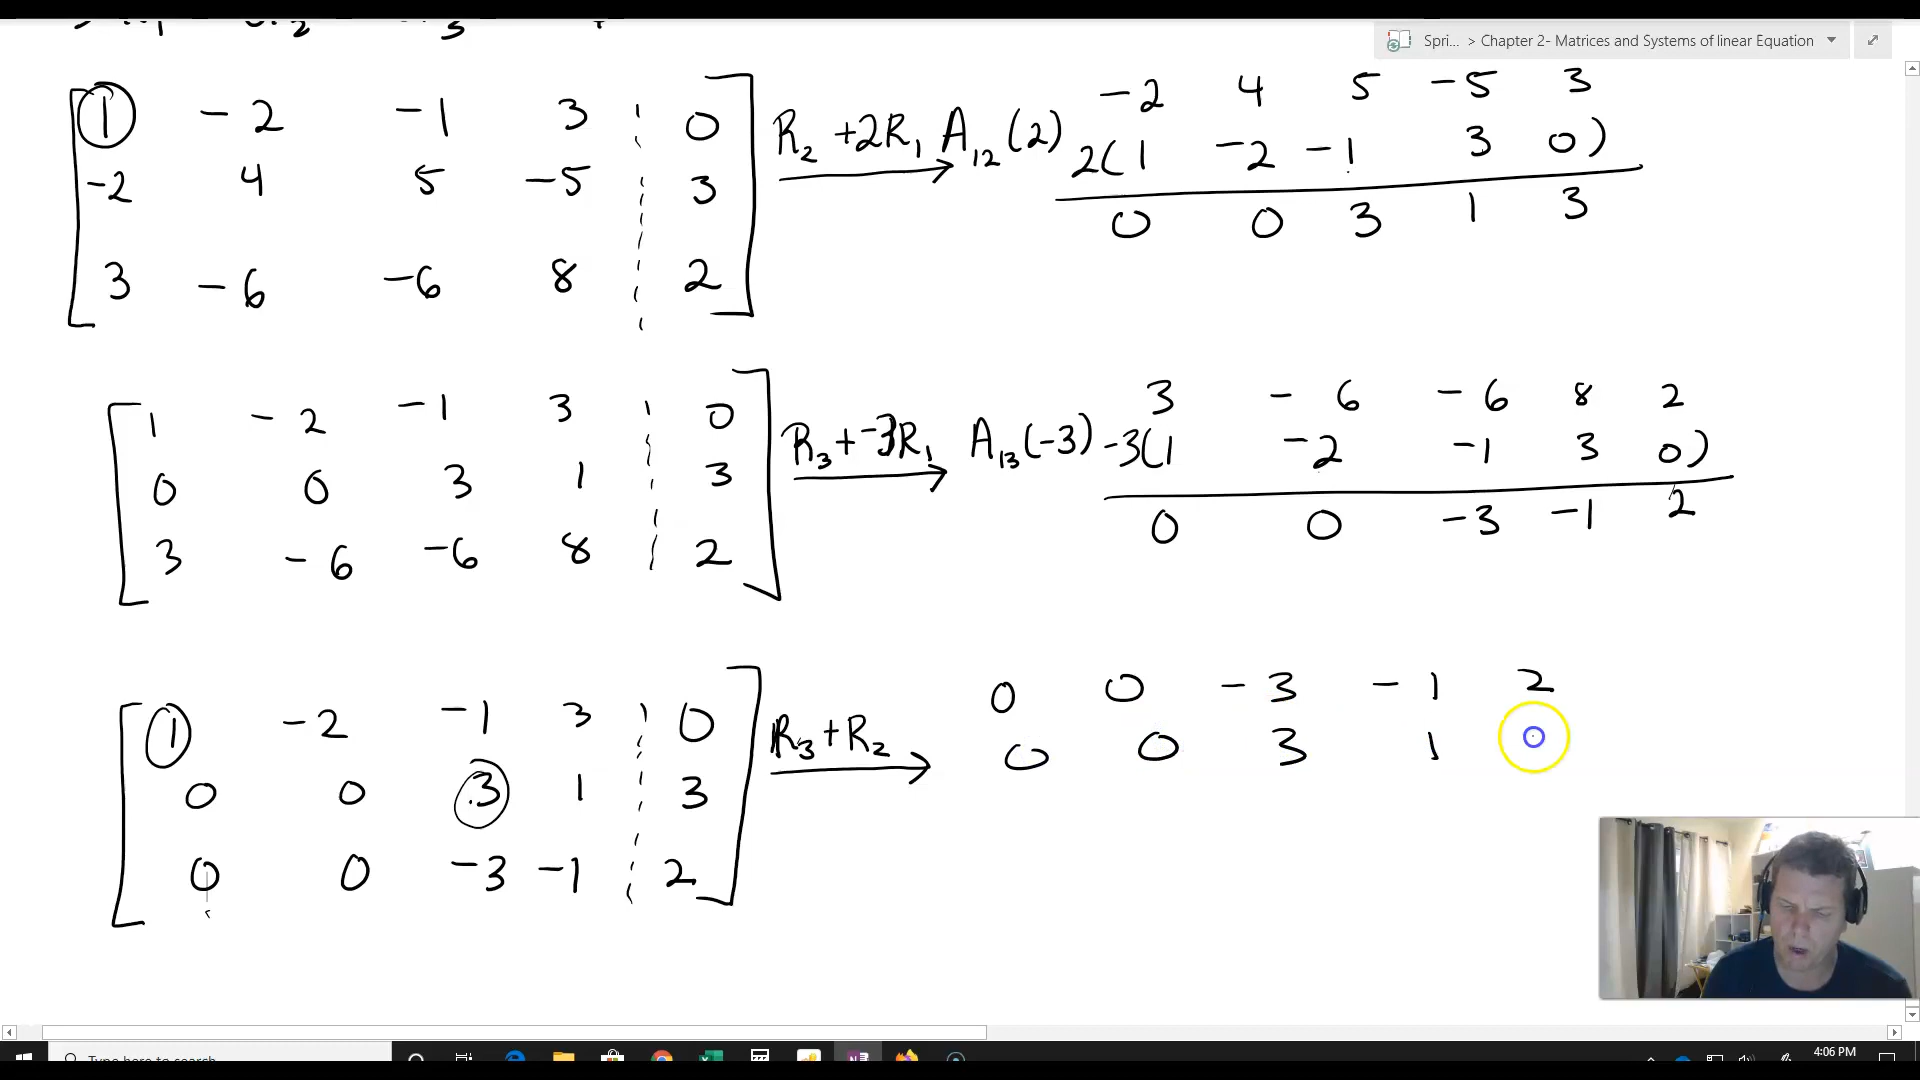 Spri... > Chapter 2- Matrices and Systems of linear Equation
1 -2 -1 3 0
-2 4 5 -5 3
3 -6 -6 8 2
R₂ +2R₁ A₁₂(2)
-2 4 5 -5 3
2(1 -2 -1 3 0)
0 0 3 1 3
1 -2 -1 3 0
0 0 3 1 3
3 -6 -6 8 2
R₃+-3R₁ A₁₃(-3)
3 -6 -6 8 2
-3(1 -2 -1 3 0)
0 0 -3 -1 2
1 -2 -1 3 0
0 0 3 1 3
0 0 -3 -1 2
R₃+R₂
0 0 -3 -1 2
0 0 3 1
Type here to search
4:06 PM